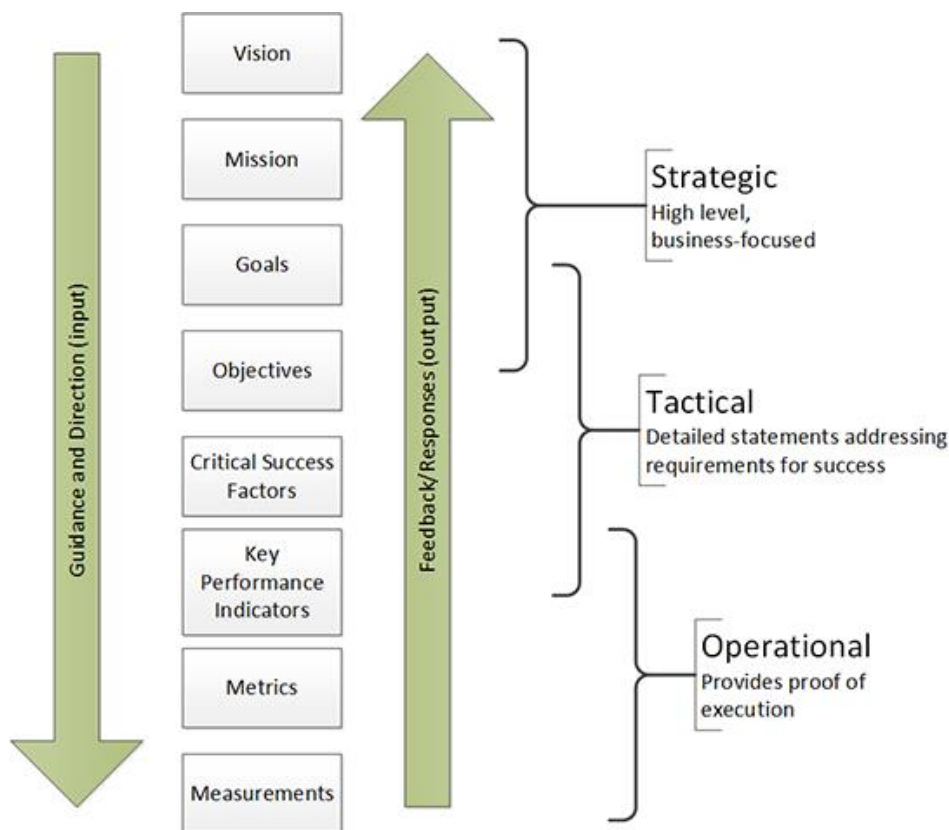 Vision
Mission
Goals
Objectives
Critical Success
Factors
Key
Performance
Indicators
Metrics
Measurements
Guidance and Direction (input)
Feedback/Responses (output)
Strategic
High level,
business-focused
Tactical
Detailed statements addressing
requirements for success
Operational
Provides proof of
execution